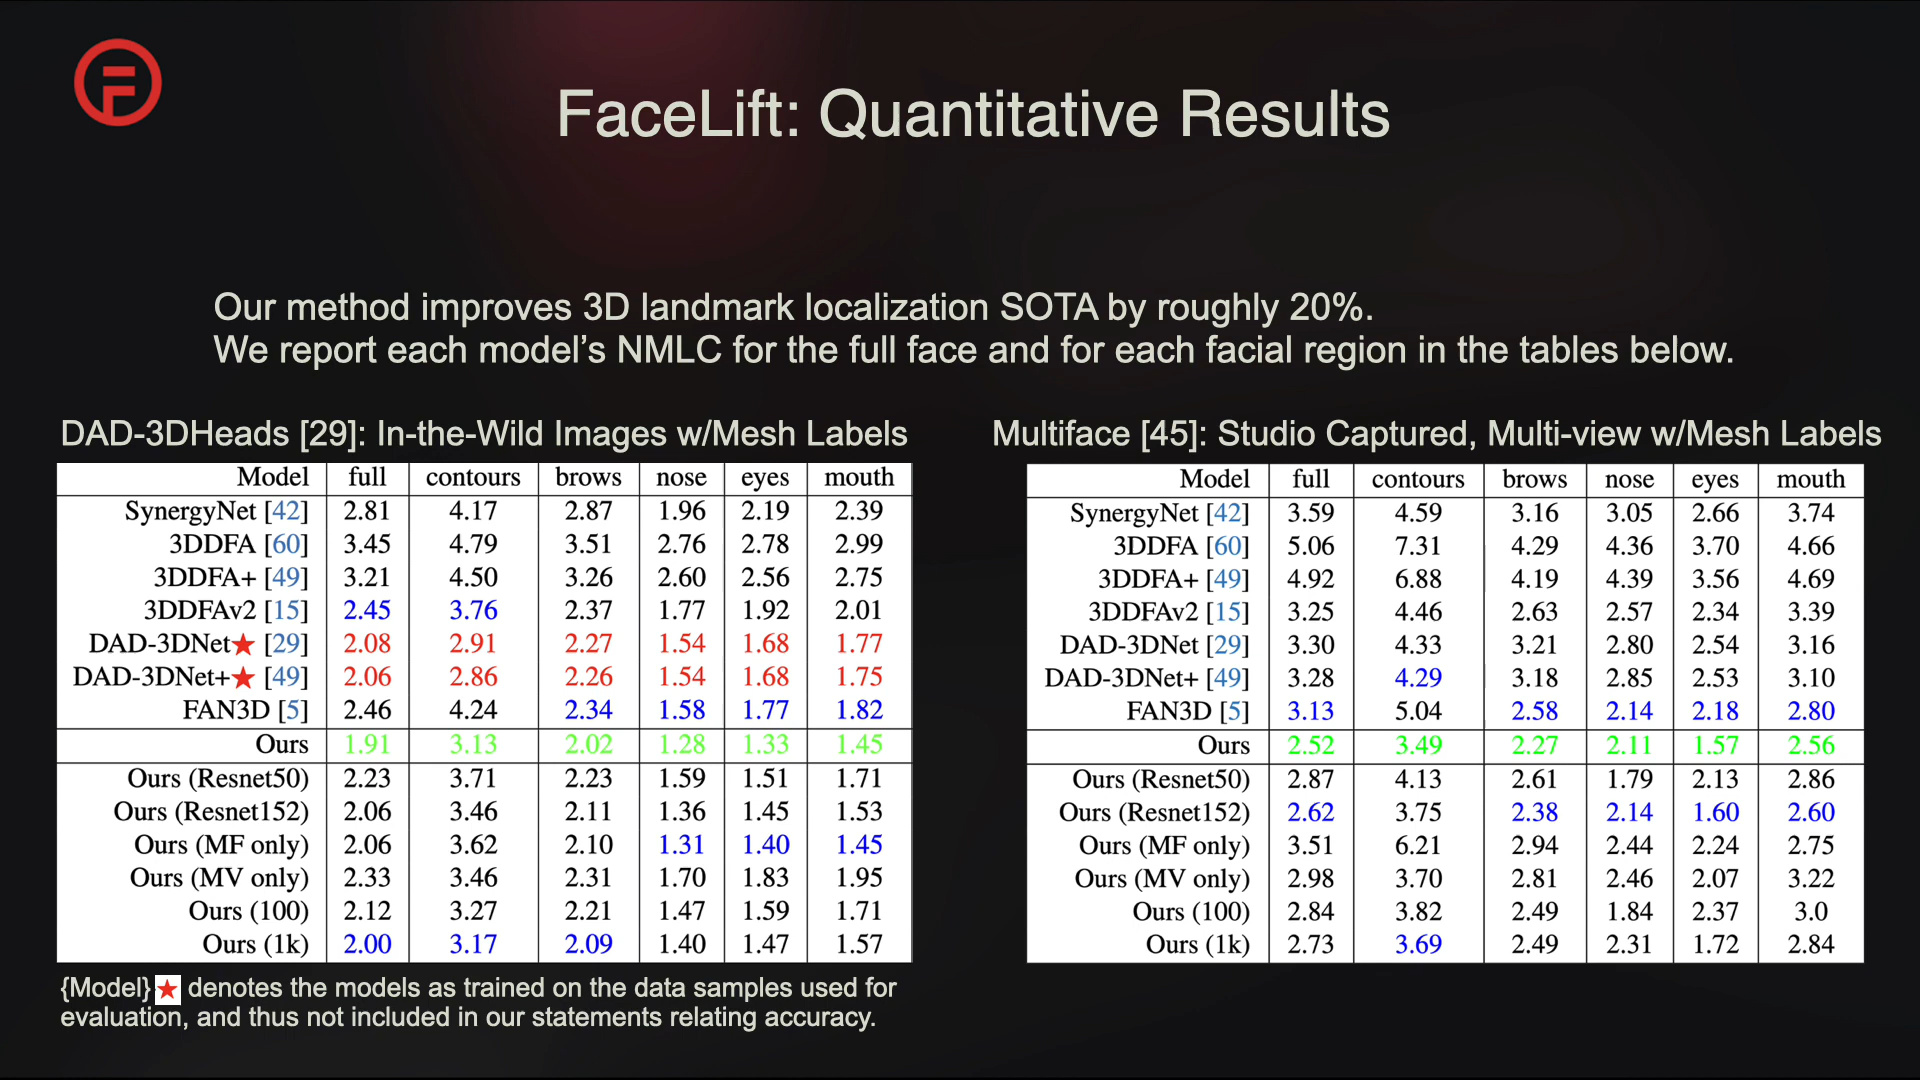 F
FaceLift: Quantitative Results
Our method improves 3D landmark localization SOTA by roughly 20%.
We report each model's NMLC for the full face and for each facial region in the tables below.
DAD-3DHeads [29]: In-the-Wild Images w/Mesh Labels
Model full contours brows nose eyes mouth
SynergyNet [42] 2.81 4.17 2.87 1.96 2.19 2.39
3DDFA [60] 3.45 4.79 3.51 2.76 2.78 2.99
3DDFA+ [49] 3.21 4.50 3.26 2.60 2.56 2.75
3DDFAv2 [15] 2.45 3.76 2.37 1.77 1.92 2.01
DAD-3DNet★ [29] 2.08 2.91 2.27 1.54 1.68 1.77
DAD-3DNet+★ [49] 2.06 2.86 2.26 1.54 1.68 1.75
FAN3D [5] 2.46 4.24 2.34 1.58 1.77 1.82
Ours 1.91 3.13 2.02 1.28 1.33 1.45
Ours (Resnet50) 2.23 3.71 2.23 1.59 1.51 1.71
Ours (Resnet152) 2.06 3.46 2.11 1.36 1.45 1.53
Ours (MF only) 2.06 3.62 2.10 1.31 1.40 1.45
Ours (MV only) 2.33 3.46 2.31 1.70 1.83 1.95
Ours (100) 2.12 3.27 2.21 1.47 1.59 1.71
Ours (1k) 2.00 3.17 2.09 1.40 1.47 1.57
{Model}★ denotes the models as trained on the data samples used for
evaluation, and thus not included in our statements relating accuracy.
Multiface [45]: Studio Captured, Multi-view w/Mesh Labels
Model full contours brows nose eyes mouth
SynergyNet [42] 3.59 4.59 3.16 3.05 2.66 3.74
3DDFA [60] 5.06 7.31 4.29 4.36 3.70 4.66
3DDFA+ [49] 4.92 6.88 4.19 4.39 3.56 4.69
3DDFAv2 [15] 3.25 4.46 2.63 2.57 2.34 3.39
DAD-3DNet [29] 3.30 4.33 3.21 2.80 2.54 3.16
DAD-3DNet+ [49] 3.28 4.29 3.18 2.85 2.53 3.10
FAN3D [5] 3.13 5.04 2.58 2.14 2.18 2.80
Ours 2.52 3.49 2.27 2.11 1.57 2.56
Ours (Resnet50) 2.87 4.13 2.61 1.79 2.13 2.86
Ours (Resnet152) 2.62 3.75 2.38 2.14 1.60 2.60
Ours (MF only) 3.51 6.21 2.94 2.44 2.24 2.75
Ours (MV only) 2.98 3.70 2.81 2.46 2.07 3.22
Ours (100) 2.84 3.82 2.49 1.84 2.37 3.0
Ours (1k) 2.73 3.69 2.49 2.31 1.72 2.84